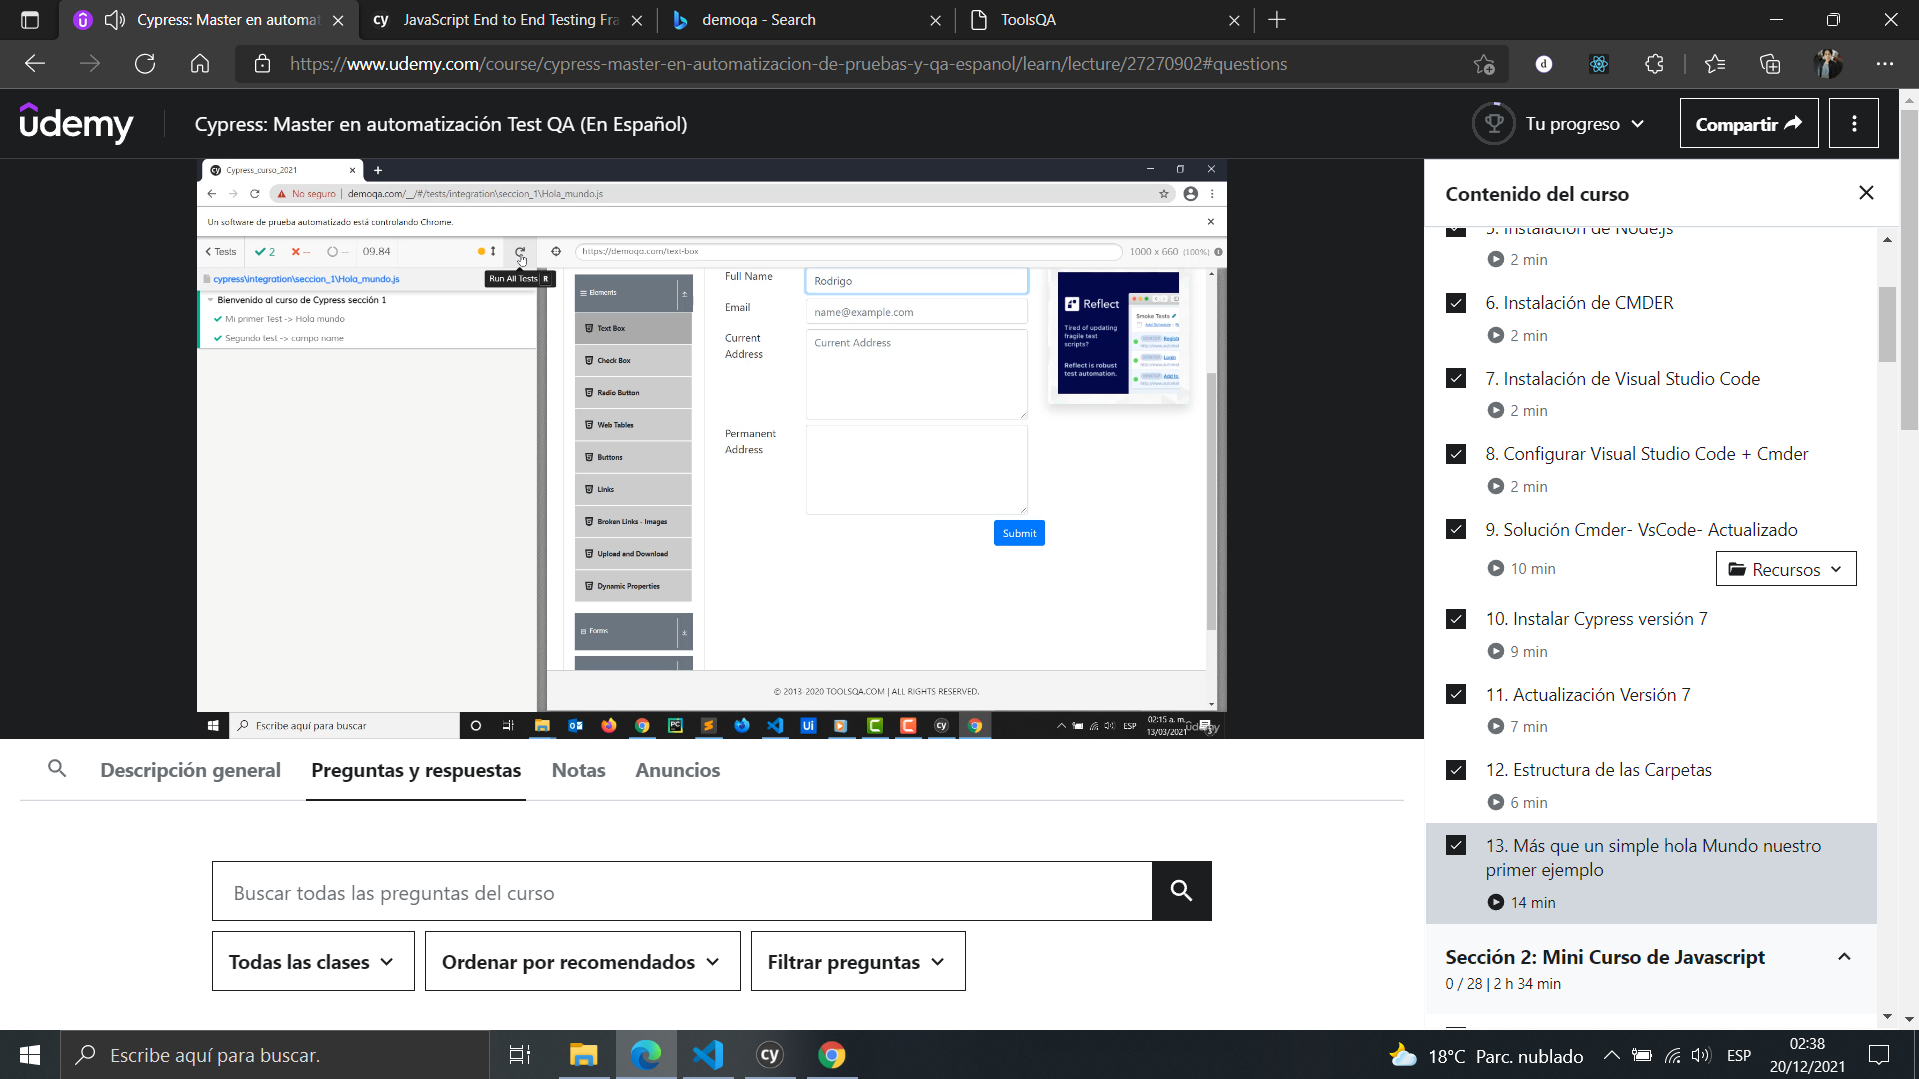 Cypress: Master en automat
JavaScript End to End Testing Fra
demoqa - Search
ToolsQA
https://www.udemy.com/course/cypress-master-en-automatizacion-de-pruebas-y-qa-espanol/learn/lecture/27270902#questions
udemy
Cypress: Master en automatización Test QA (En Español)
Tu progreso
Compartir
Cypress_curso_2021
No seguro | demoqa.com/__/#/tests/integration\seccion_1\Hola_mundo.js
Un software de prueba automatizado está controlando Chrome.
< Tests
2
--
--
09.84
https://demoqa.com/text-box
1000 x 660 (100%)
Run All Tests R
cypress\integration\seccion_1\Hola_mundo.js
Bienvenido al curso de Cypress sección 1
Mi primer Test -> Hola mundo
Segundo test -> campo name
Elements
Text Box
Check Box
Radio Button
Web Tables
Buttons
Links
Broken Links - Images
Upload and Download
Dynamic Properties
Forms
Full Name
Rodrigo
Email
name@example.com
Current
Address
Current Address
Permanent
Address
Submit
Reflect
Tired of updating
fragile test
scripts?
Reflect is robust
test automation.
Smoke Tests
© 2013-2020 TOOLSQA.COM | ALL RIGHTS RESERVED.
Escribe aquí para buscar
ESP
02:15 a. m.
13/03/2021
udemy
Contenido del curso
5. Instalación de Node.js
2 min
6. Instalación de CMDER
2 min
7. Instalación de Visual Studio Code
2 min
8. Configurar Visual Studio Code + Cmder
2 min
9. Solución Cmder- VsCode- Actualizado
10 min
Recursos
10. Instalar Cypress versión 7
9 min
11. Actualización Versión 7
7 min
12. Estructura de las Carpetas
6 min
13. Más que un simple hola Mundo nuestro
primer ejemplo
14 min
Sección 2: Mini Curso de Javascript
0 / 28 | 2 h 34 min
Descripción general
Preguntas y respuestas
Notas
Anuncios
Buscar todas las preguntas del curso
Todas las clases
Ordenar por recomendados
Filtrar preguntas
Escribe aquí para buscar.
18°C Parc. nublado
ESP
02:38
20/12/2021